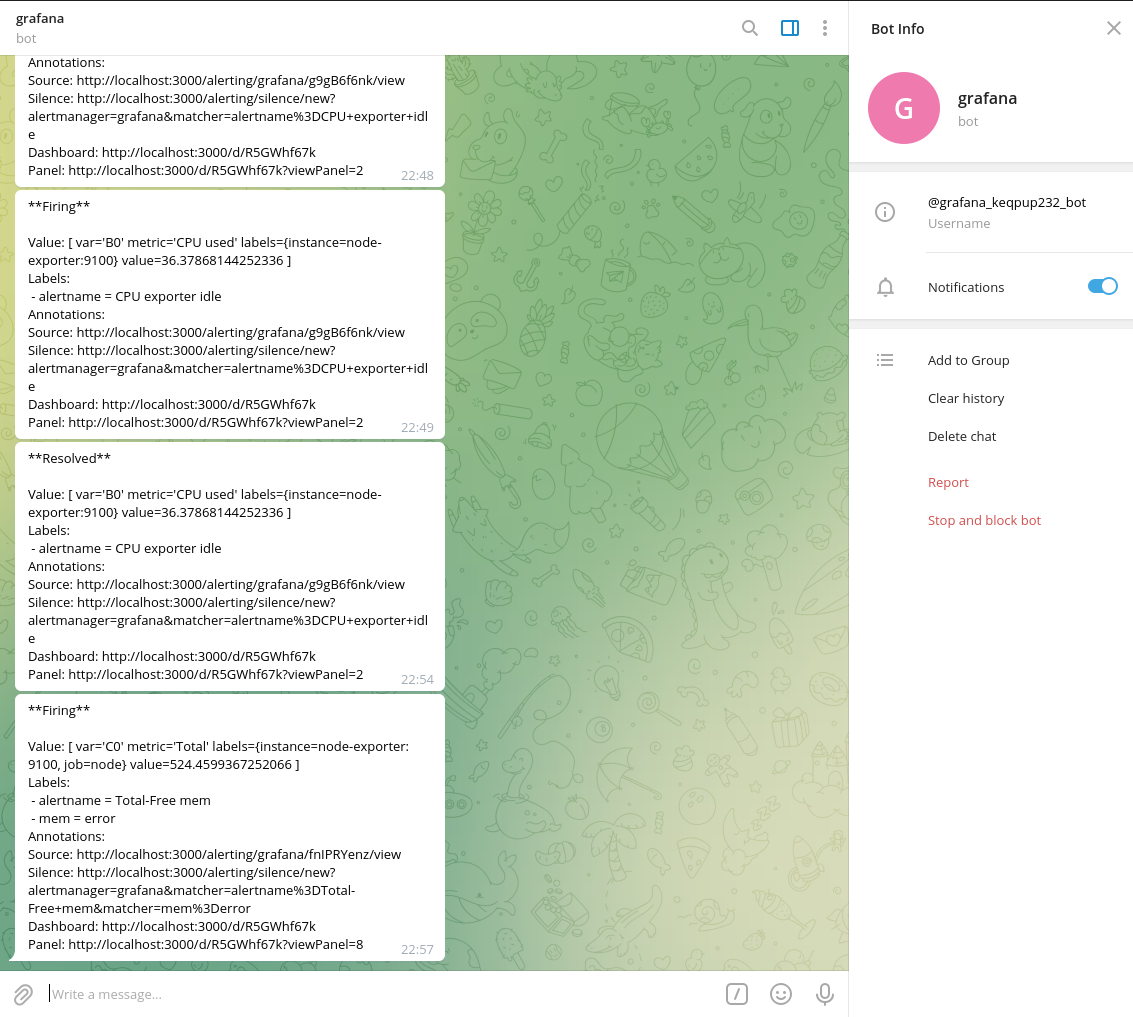 grafana
bot
Annotations:
Source: http://localhost:3000/alerting/grafana/g9gB6f6nk/view
Silence: http://localhost:3000/alerting/silence/new?
alertmanager=grafana&matcher=alertname%3DCPU+exporter+idl
e
Dashboard: http://localhost:3000/d/R5GWhf67k
Panel: http://localhost:3000/d/R5GWhf67k?viewPanel=2
22:48
**Firing**
Value: [ var='B0' metric='CPU used' labels={instance=node-
exporter:9100} value=36.37868144252336 ]
Labels:
- alertname = CPU exporter idle
Annotations:
Source: http://localhost:3000/alerting/grafana/g9gB6f6nk/view
Silence: http://localhost:3000/alerting/silence/new?
alertmanager=grafana&matcher=alertname%3DCPU+exporter+idl
e
Dashboard: http://localhost:3000/d/R5GWhf67k
Panel: http://localhost:3000/d/R5GWhf67k?viewPanel=2
22:49
**Resolved**
Value: [ var='B0' metric='CPU used' labels={instance=node-
exporter:9100} value=36.37868144252336 ]
Labels:
- alertname = CPU exporter idle
Annotations:
Source: http://localhost:3000/alerting/grafana/g9gB6f6nk/view
Silence: http://localhost:3000/alerting/silence/new?
alertmanager=grafana&matcher=alertname%3DCPU+exporter+idl
e
Dashboard: http://localhost:3000/d/R5GWhf67k
Panel: http://localhost:3000/d/R5GWhf67k?viewPanel=2
22:54
**Firing**
Value: [ var='C0' metric='Total' labels={instance=node-exporter:
9100, job=node} value=524.4599367252066 ]
Labels:
- alertname = Total-Free mem
- mem = error
Annotations:
Source: http://localhost:3000/alerting/grafana/fnIPRYenz/view
Silence: http://localhost:3000/alerting/silence/new?
alertmanager=grafana&matcher=alertname%3DTotal-
Free+mem&matcher=mem%3Derror
Dashboard: http://localhost:3000/d/R5GWhf67k
Panel: http://localhost:3000/d/R5GWhf67k?viewPanel=8
22:57
Write a message...
Bot Info
G
grafana
bot
@grafana_keqpup232_bot
Username
Notifications
Add to Group
Clear history
Delete chat
Report
Stop and block bot